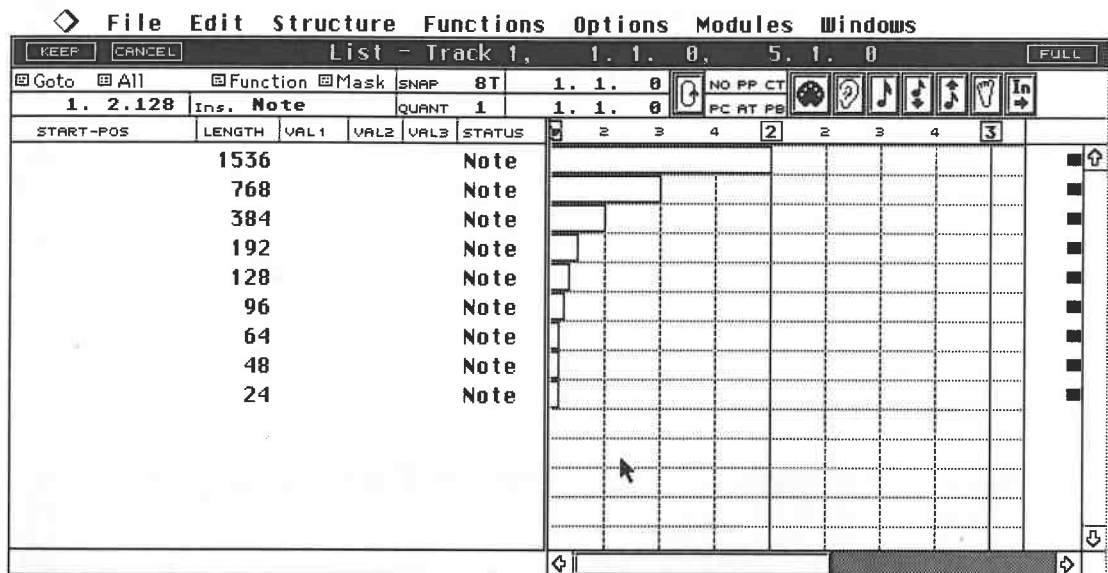 File Edit Structure Functions Options Modules Windows
KEEP CANCEL List - Track 1, 1. 1. 0, 5. 1. 0 FULL
Goto All Function Mask SNAP 8T 1. 1. 0 NO PP CT In
1. 2.128 Ins. Note QUANT 1 1. 1. 0 PC AT PB
START-POS LENGTH VAL1 VAL2 VAL3 STATUS 2 3 4 2 2 3 4 3
1536 Note
768 Note
384 Note
192 Note
128 Note
96 Note
64 Note
48 Note
24 Note